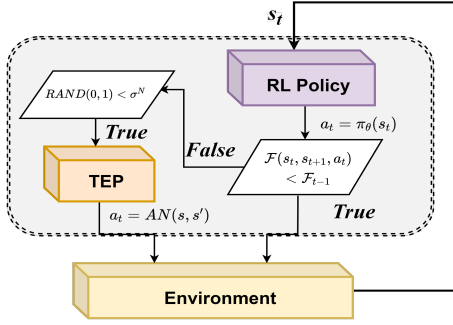 s_t
RL Policy
a_t = π_θ(s_t)
RAND(0, 1) < σ^N
True
False
F(s_t, s_{t+1}, a_t)
< F_{t-1}
TEP
a_t = AN(s, s')
True
Environment